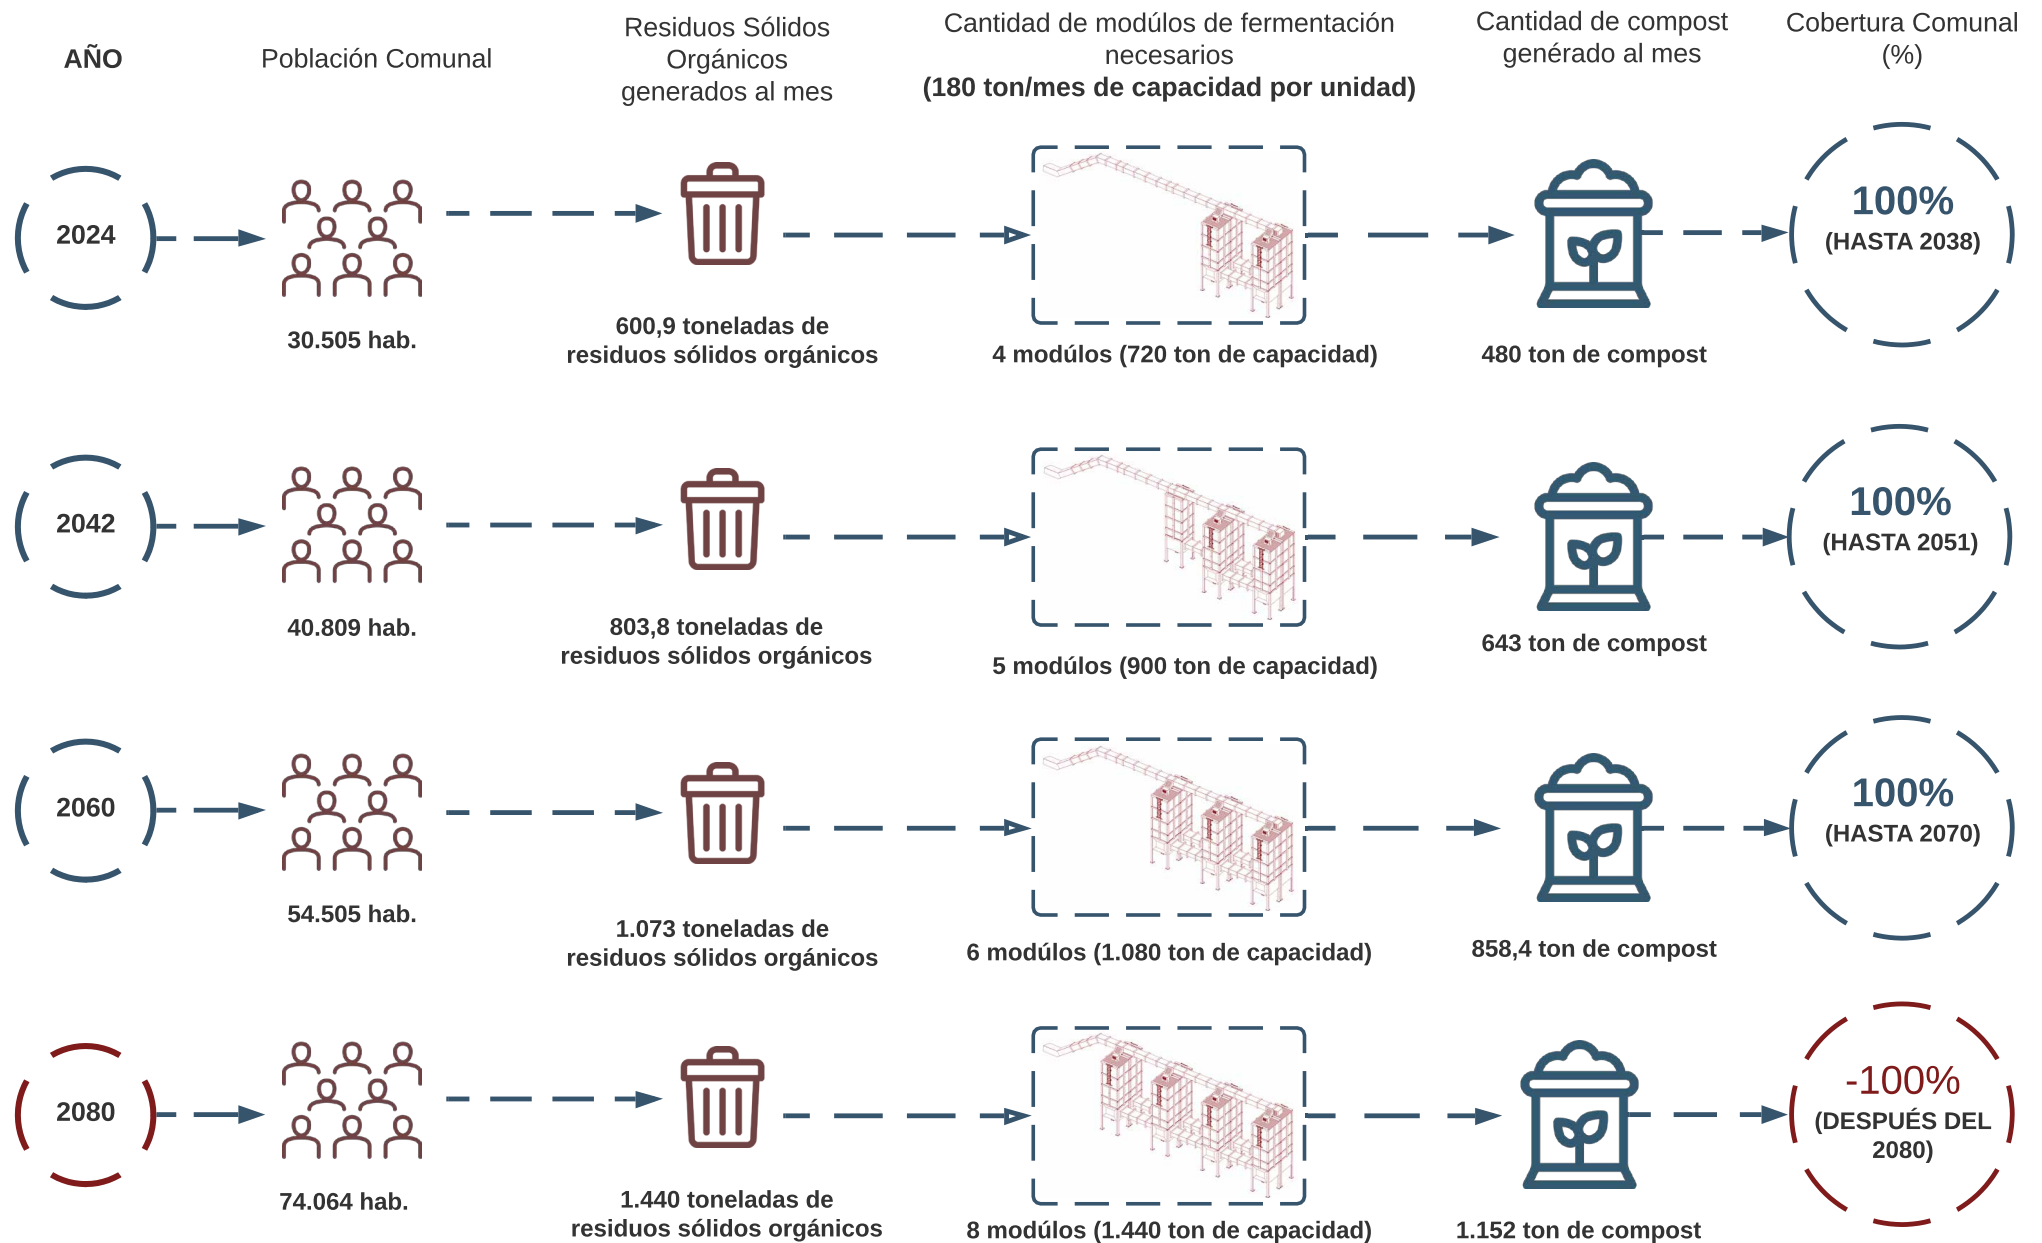 AÑO
Población Comunal
Residuos Sólidos
Orgánicos
generados al mes
Cantidad de modúlos de fermentación
necesarios
(180 ton/mes de capacidad por unidad)
Cantidad de compost
genérado al mes
Cobertura Comunal
(%)
2024
30.505 hab.
600,9 toneladas de
residuos sólidos orgánicos
4 modúlos (720 ton de capacidad)
480 ton de compost
100%
(HASTA 2038)
2042
40.809 hab.
803,8 toneladas de
residuos sólidos orgánicos
5 modúlos (900 ton de capacidad)
643 ton de compost
100%
(HASTA 2051)
2060
54.505 hab.
1.073 toneladas de
residuos sólidos orgánicos
6 modúlos (1.080 ton de capacidad)
858,4 ton de compost
100%
(HASTA 2070)
2080
74.064 hab.
1.440 toneladas de
residuos sólidos orgánicos
8 modúlos (1.440 ton de capacidad)
1.152 ton de compost
-100%
(DESPUÉS DEL
2080)